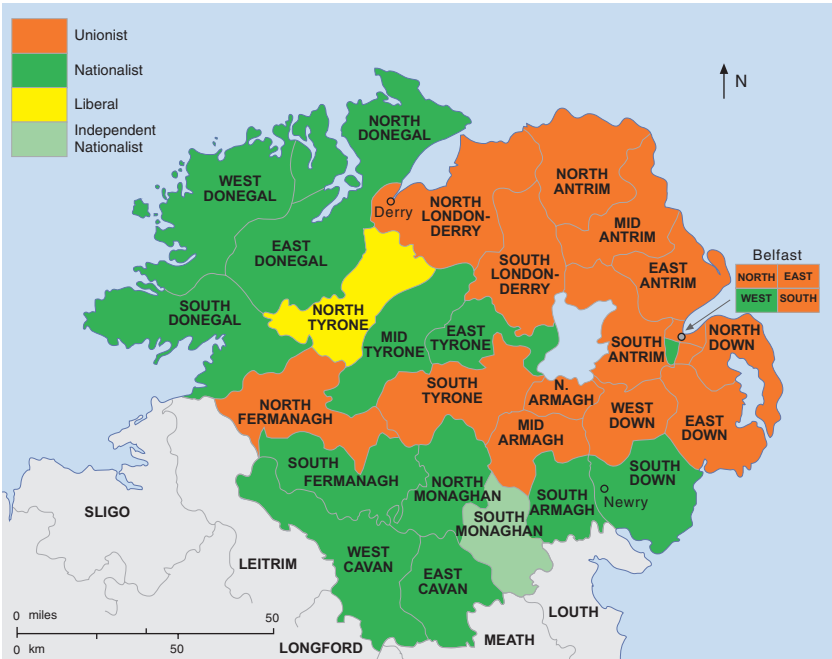 Unionist
Nationalist
Liberal
Independent
Nationalist
N
NORTH
DONEGAL
WEST
DONEGAL
EAST
DONEGAL
SOUTH
DONEGAL
Derry
NORTH
LONDON-
DERRY
NORTH
ANTRIM
MID
ANTRIM
SOUTH
LONDON-
DERRY
EAST
ANTRIM
Belfast
NORTH EAST
WEST SOUTH
NORTH
TYRONE
MID
TYRONE
EAST
TYRONE
SOUTH
ANTRIM
NORTH
DOWN
SOUTH
TYRONE
N.
ARMAGH
NORTH
FERMANAGH
MID
ARMAGH
WEST
DOWN
EAST
DOWN
SOUTH
FERMANAGH
NORTH
MONAGHAN
SOUTH
ARMAGH
SOUTH
DOWN
Newry
SOUTH
MONAGHAN
SLIGO
LEITRIM
WEST
CAVAN
EAST
CAVAN
LOUTH
MEATH
LONGFORD
0 miles 50
0 km 50